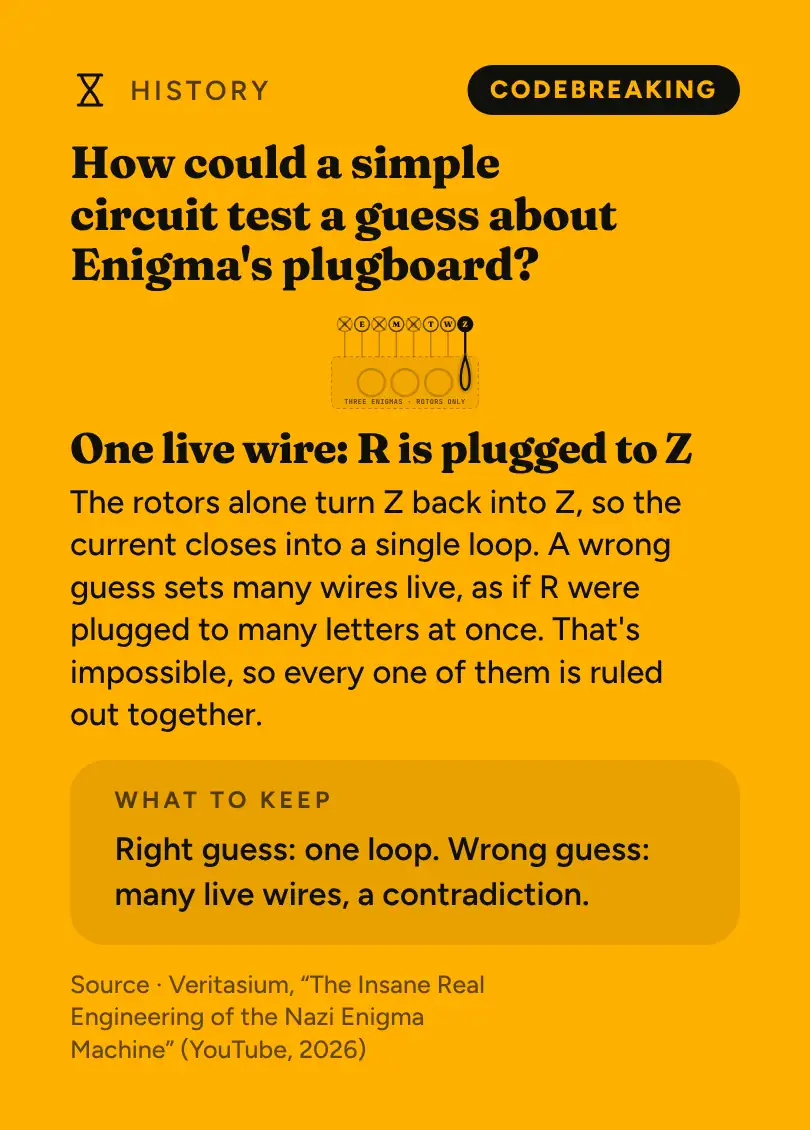 HISTORY
CODEBREAKING
How could a simple
circuit test a guess about
Enigma's plugboard?
X E X M X T W Z
THREE ENIGMAS · ROTORS ONLY
One live wire: R is plugged to Z
The rotors alone turn Z back into Z, so the
current closes into a single loop. A wrong
guess sets many wires live, as if R were
plugged to many letters at once. That's
impossible, so every one of them is ruled
out together.
WHAT TO KEEP
Right guess: one loop. Wrong guess:
many live wires, a contradiction.
Source · Veritasium, “The Insane Real
Engineering of the Nazi Enigma
Machine” (YouTube, 2026)